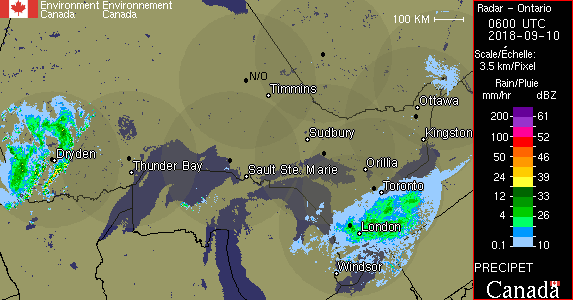 Environment Environnement
Canada Canada
100 KM
N/O
Timmins
Ottawa
Sudbury
Kingston
Dryden
Thunder Bay
Sault Ste. Marie
Orillia
Toronto
London
Windsor
Radar - Ontario
0600 UTC
2018-09-10
Scale/Échelle:
3.5 km/Pixel
Rain/Pluie
mm/hr dBZ
200 61
100 52
50 46
24 39
12 33
4 26
1 18
0.1 10
PRECIPET
Canada